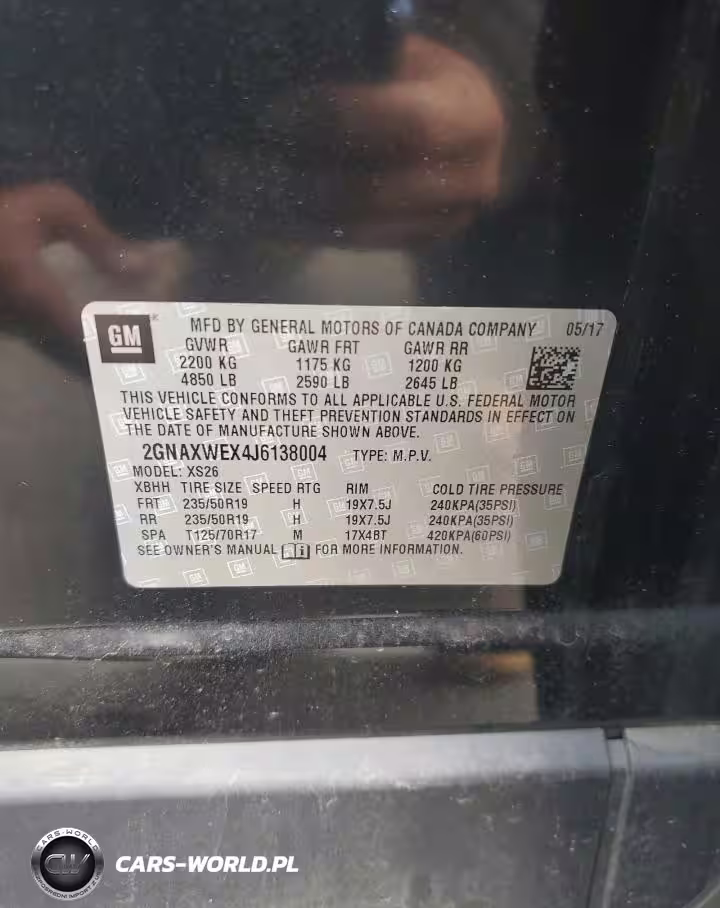 GM
MFD BY GENERAL MOTORS OF CANADA COMPANY 05/17
GVWR GAWR FRT GAWR RR
2200 KG 1175 KG 1200 KG
4850 LB 2590 LB 2645 LB
THIS VEHICLE CONFORMS TO ALL APPLICABLE U.S. FEDERAL MOTOR
VEHICLE SAFETY AND THEFT PREVENTION STANDARDS IN EFFECT ON
THE DATE OF MANUFACTURE SHOWN ABOVE.
2GNAXWEX4J6138004 TYPE: M.P.V.
MODEL: XS26
XBHH TIRE SIZE SPEED RTG RIM COLD TIRE PRESSURE
FRT 235/50R19 H 19X7.5J 240KPA(35PSI)
RR 235/50R19 H 19X7.5J 240KPA(35PSI)
SPA T125/70R17 M 17X4BT 420KPA(60PSI)
SEE OWNER'S MANUAL FOR MORE INFORMATION.
CARS-WORLD
CW
CARS-WORLD.PL